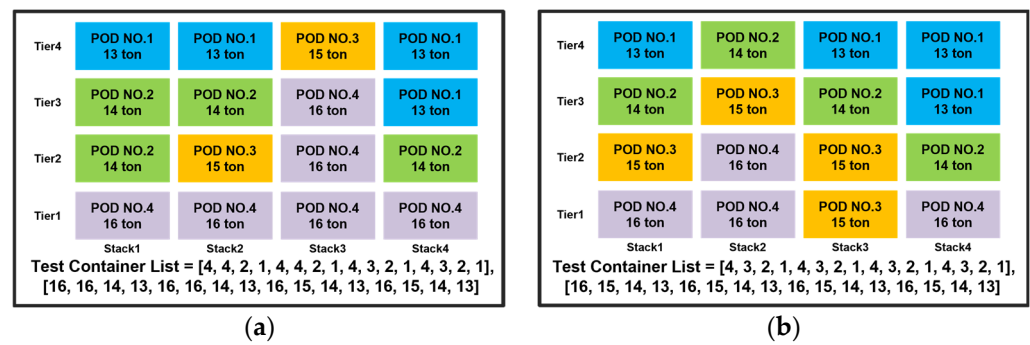 Tier4
POD NO.1 POD NO.1 POD NO.3 POD NO.1
13 ton 13 ton 15 ton 13 ton
Tier3
POD NO.2 POD NO.2 POD NO.4 POD NO.1
14 ton 14 ton 16 ton 13 ton
Tier2
POD NO.2 POD NO.3 POD NO.4 POD NO.2
14 ton 15 ton 16 ton 14 ton
Tier1
POD NO.4 POD NO.4 POD NO.4 POD NO.4
16 ton 16 ton 16 ton 16 ton
Stack1 Stack2 Stack3 Stack4
Test Container List = [4, 4, 2, 1, 4, 4, 2, 1, 4, 3, 2, 1, 4, 3, 2, 1],
[16, 16, 14, 13, 16, 16, 14, 13, 16, 15, 14, 13, 16, 15, 14, 13]
(a)
Tier4
POD NO.1 POD NO.2 POD NO.1 POD NO.1
13 ton 14 ton 13 ton 13 ton
Tier3
POD NO.2 POD NO.3 POD NO.2 POD NO.1
14 ton 15 ton 14 ton 13 ton
Tier2
POD NO.3 POD NO.4 POD NO.3 POD NO.2
15 ton 16 ton 15 ton 14 ton
Tier1
POD NO.4 POD NO.4 POD NO.3 POD NO.4
16 ton 16 ton 15 ton 16 ton
Stack1 Stack2 Stack3 Stack4
Test Container List = [4, 3, 2, 1, 4, 3, 2, 1, 4, 3, 2, 1, 4, 3, 2, 1],
[16, 15, 14, 13, 16, 15, 14, 13, 16, 15, 14, 13, 16, 15, 14, 13]
(b)